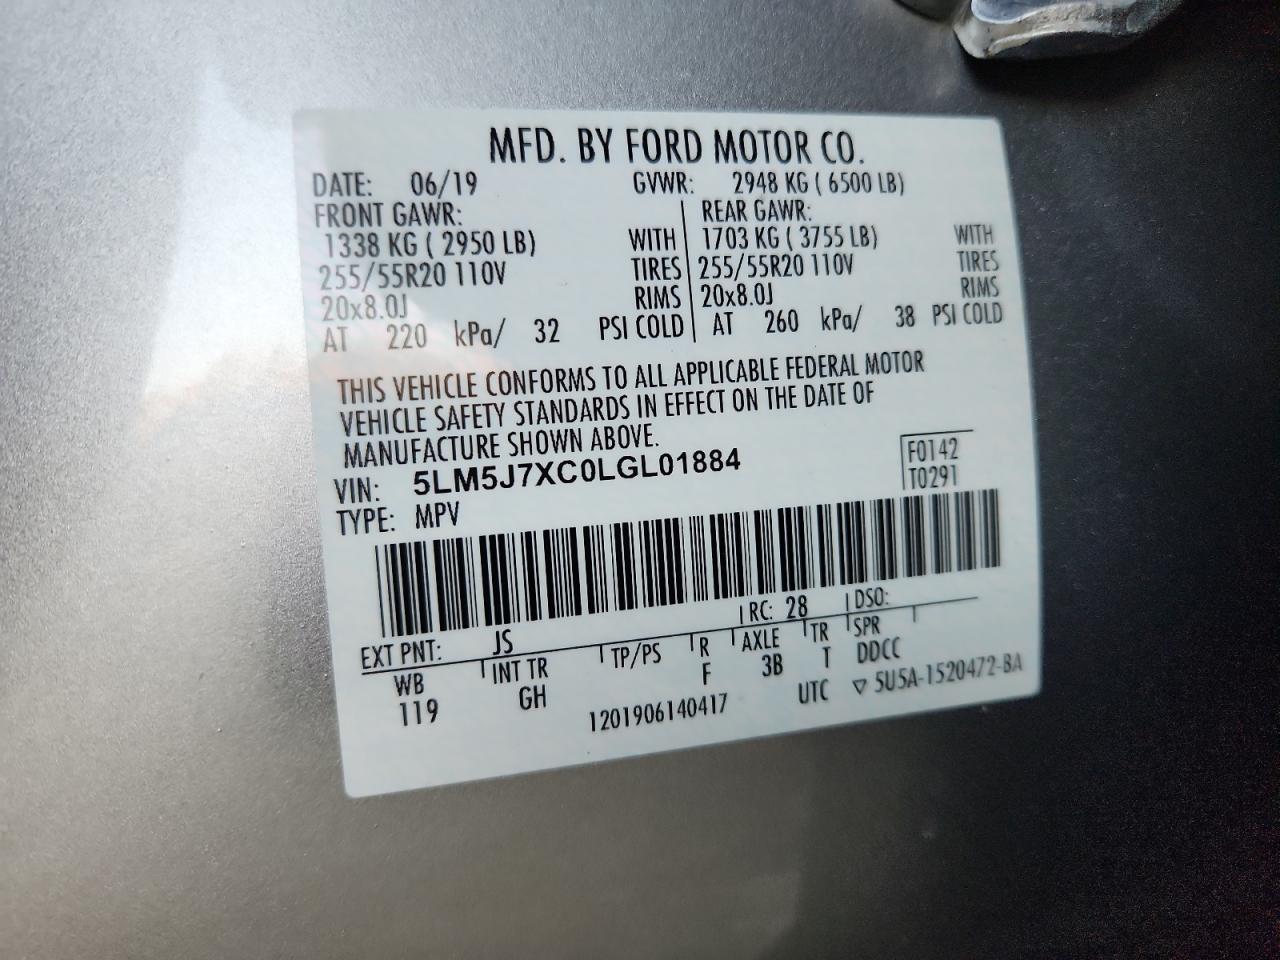 MFD. BY FORD MOTOR CO.
DATE: 06/19 GVWR: 2948 KG ( 6500 LB)
FRONT GAWR: REAR GAWR:
1338 KG ( 2950 LB) WITH 1703 KG ( 3755 LB) WITH
255/55R20 110V TIRES 255/55R20 110V TIRES
20x8.0J RIMS 20x8.0J RIMS
AT 220 kPa/ 32 PSI COLD AT 260 kPa/ 38 PSI COLD
THIS VEHICLE CONFORMS TO ALL APPLICABLE FEDERAL MOTOR
VEHICLE SAFETY STANDARDS IN EFFECT ON THE DATE OF
MANUFACTURE SHOWN ABOVE.
VIN: 5LM5J7XC0LGL01884 F0142
TYPE: MPV T0291
EXT PNT: JS RC: 28 DSO:
WB INT TR TP/PS R AXLE TR SPR
119 GH F 3B T DDCC
1201906140417 UTC ▽ 5U5A-1520472-BA